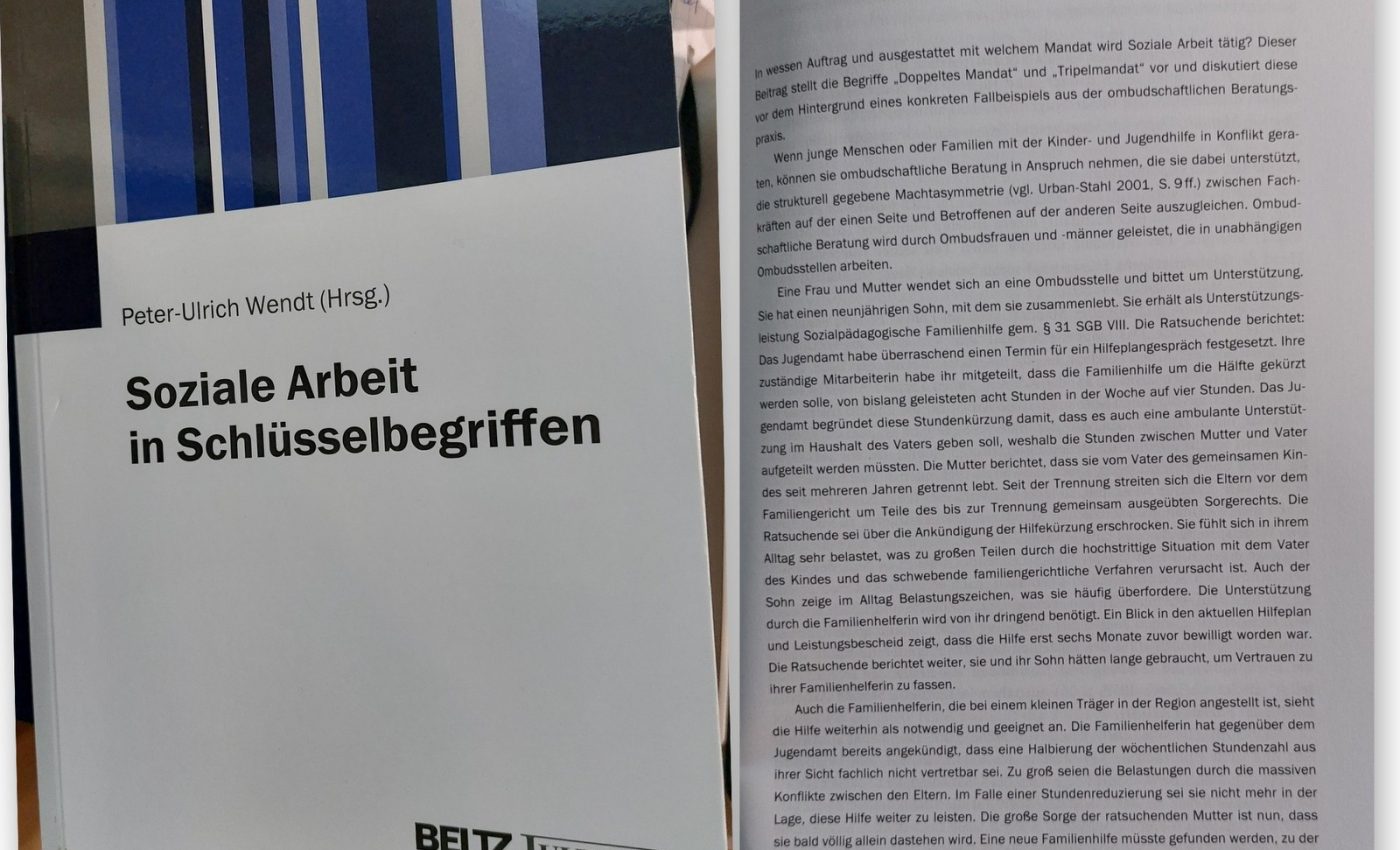 Peter-Ulrich Wendt (Hrsg.)
Soziale Arbeit
in Schlüsselbegriffen
BELTZ
In wessen Auftrag und ausgestattet mit welchem Mandat wird Soziale Arbeit tätig? Dieser
Beitrag stellt die Begriffe „Doppeltes Mandat“ und „Tripelmandat“ vor und diskutiert diese
vor dem Hintergrund eines konkreten Fallbeispiels aus der ombudschaftlichen Beratungs-
praxis.
Wenn junge Menschen oder Familien mit der Kinder- und Jugendhilfe in Konflikt gera-
ten, können sie ombudschaftliche Beratung in Anspruch nehmen, die sie dabei unterstützt,
die strukturell gegebene Machtasymmetrie (vgl. Urban-Stahl 2001, S. 9 ff.) zwischen Fach-
kräften auf der einen Seite und Betroffenen auf der anderen Seite auszugleichen. Ombud-
schaftliche Beratung wird durch Ombudsfrauen und -männer geleistet, die in unabhängigen
Ombudsstellen arbeiten.
Eine Frau und Mutter wendet sich an eine Ombudsstelle und bittet um Unterstützung.
Sie hat einen neunjährigen Sohn, mit dem sie zusammenlebt. Sie erhält als Unterstützungs-
leistung Sozialpädagogische Familienhilfe gem. § 31 SGB VIII. Die Ratsuchende berichtet:
Das Jugendamt habe überraschend einen Termin für ein Hilfeplangespräch festgesetzt. Ihre
zuständige Mitarbeiterin habe ihr mitgeteilt, dass die Familienhilfe um die Hälfte gekürzt
werden solle, von bislang geleisteten acht Stunden in der Woche auf vier Stunden. Das Ju-
gendamt begründet diese Stundenkürzung damit, dass es auch eine ambulante Unterstüt-
zung im Haushalt des Vaters geben soll, weshalb die Stunden zwischen Mutter und Vater
aufgeteilt werden müssten. Die Mutter berichtet, dass sie vom Vater des gemeinsamen Kin-
des seit mehreren Jahren getrennt lebt. Seit der Trennung streiten sich die Eltern vor dem
Familiengericht um Teile des bis zur Trennung gemeinsam ausgeübten Sorgerechts. Die
Ratsuchende sei über die Ankündigung der Hilfekürzung erschrocken. Sie fühlt sich in ihrem
Alltag sehr belastet, was zu großen Teilen durch die hochstrittige Situation mit dem Vater
des Kindes und das schwebende familiengerichtliche Verfahren verursacht ist. Auch der
Sohn zeige im Alltag Belastungszeichen, was sie häufig überfordere. Die Unterstützung
durch die Familienhelferin wird von ihr dringend benötigt. Ein Blick in den aktuellen Hilfeplan
und Leistungsbescheid zeigt, dass die Hilfe erst sechs Monate zuvor bewilligt worden war.
Die Ratsuchende berichtet weiter, sie und ihr Sohn hätten lange gebraucht, um Vertrauen zu
ihrer Familienhelferin zu fassen.
Auch die Familienhelferin, die bei einem kleinen Träger in der Region angestellt ist, sieht
die Hilfe weiterhin als notwendig und geeignet an. Die Familienhelferin hat gegenüber dem
Jugendamt bereits angekündigt, dass eine Halbierung der wöchentlichen Stundenzahl aus
ihrer Sicht fachlich nicht vertretbar sei. Zu groß seien die Belastungen durch die massiven
Konflikte zwischen den Eltern. Im Falle einer Stundenreduzierung sei sie nicht mehr in der
Lage, diese Hilfe weiter zu leisten. Die große Sorge der ratsuchenden Mutter ist nun, dass
sie bald völlig allein dastehen wird. Eine neue Familienhilfe müsste gefunden werden, zu der